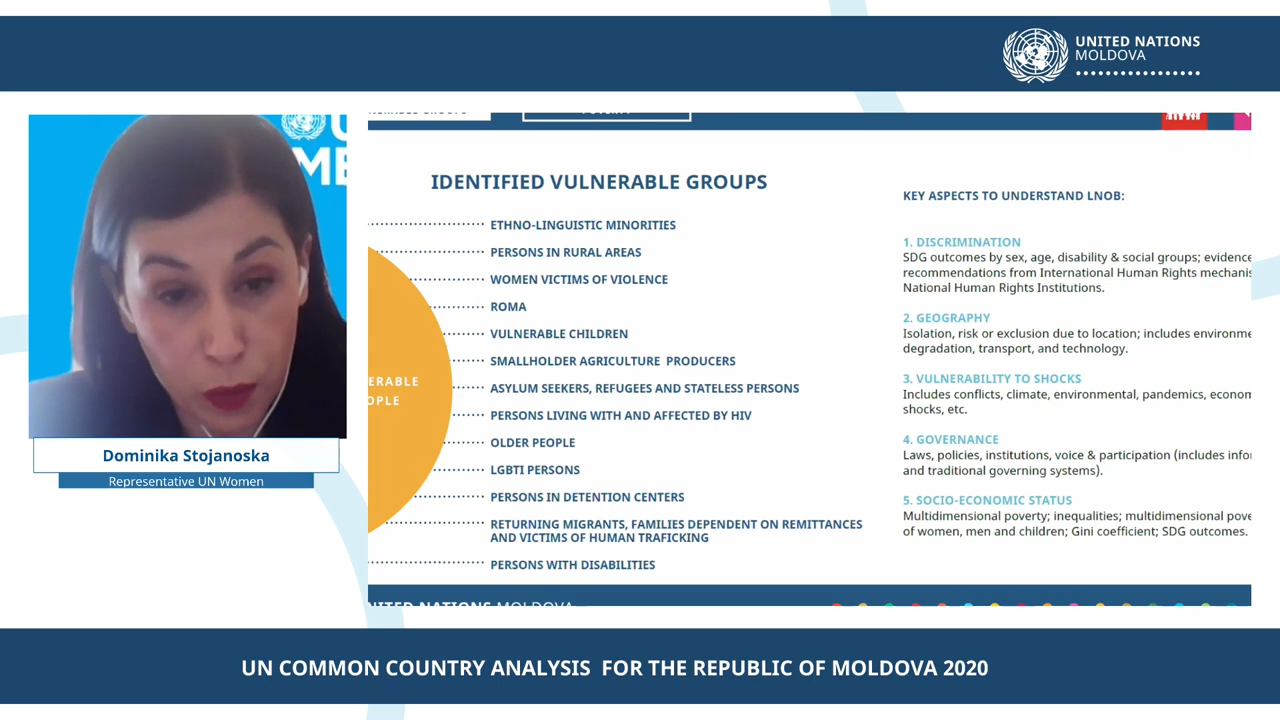 UNITED NATIONS
MOLDOVA
Dominika Stojanoska
Representative UN Women
IDENTIFIED VULNERABLE GROUPS
ETHNO-LINGUISTIC MINORITIES
PERSONS IN RURAL AREAS
WOMEN VICTIMS OF VIOLENCE
ROMA
VULNERABLE CHILDREN
SMALLHOLDER AGRICULTURE PRODUCERS
ASYLUM SEEKERS, REFUGEES AND STATELESS PERSONS
PERSONS LIVING WITH AND AFFECTED BY HIV
OLDER PEOPLE
LGBTI PERSONS
PERSONS IN DETENTION CENTERS
RETURNING MIGRANTS, FAMILIES DEPENDENT ON REMITTANCES
AND VICTIMS OF HUMAN TRAFICKING
PERSONS WITH DISABILITIES
ERABLE
OPLE
KEY ASPECTS TO UNDERSTAND LNOB:
1. DISCRIMINATION
SDG outcomes by sex, age, disability & social groups; evidence
recommendations from International Human Rights mechanis
National Human Rights Institutions.
2. GEOGRAPHY
Isolation, risk or exclusion due to location; includes environme
degradation, transport, and technology.
3. VULNERABILITY TO SHOCKS
Includes conflicts, climate, environmental, pandemics, econom
shocks, etc.
4. GOVERNANCE
Laws, policies, institutions, voice & participation (includes infor
and traditional governing systems).
5. SOCIO-ECONOMIC STATUS
Multidimensional poverty; inequalities; multidimensional pove
of women, men and children; Gini coefficient; SDG outcomes.
UNITED NATIONS MOLDOVA
UN COMMON COUNTRY ANALYSIS FOR THE REPUBLIC OF MOLDOVA 2020